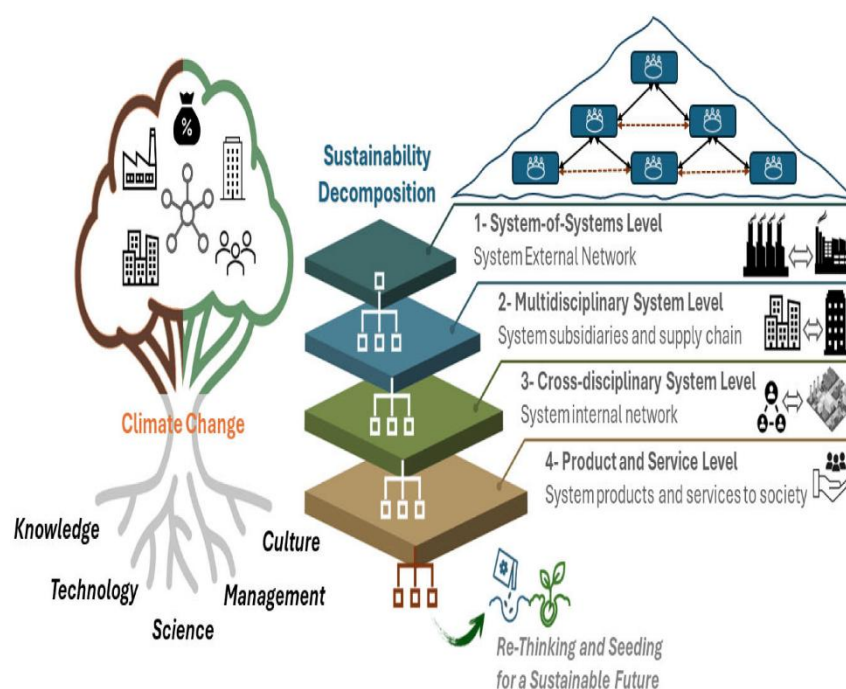 %
Sustainability
Decomposition
1- System-of-Systems Level
System External Network
2- Multidisciplinary System Level
System subsidiaries and supply chain
3- Cross-disciplinary System Level
System internal network
4- Product and Service Level
System products and services to society
Climate Change
Knowledge
Technology
Science
Management
Culture
Re-Thinking and Seeding
for a Sustainable Future